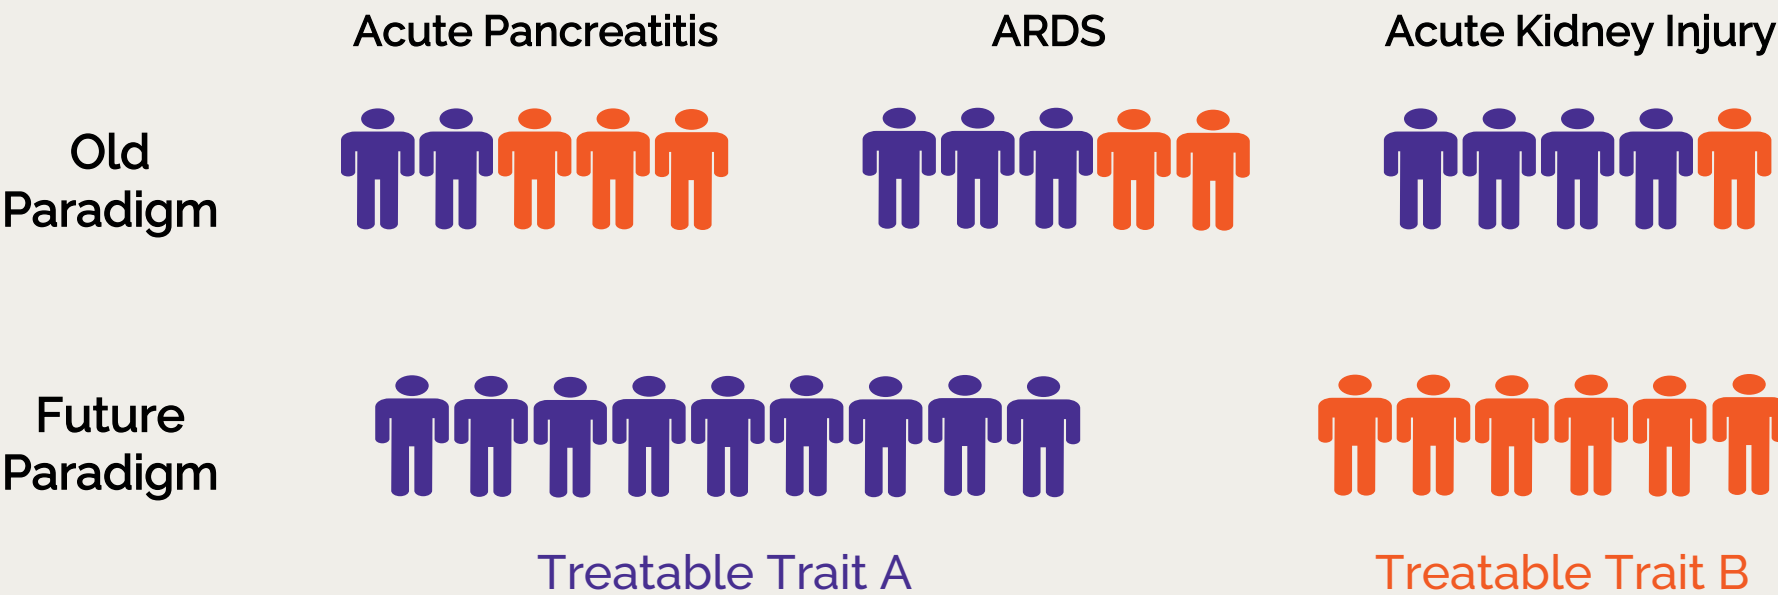 Acute Pancreatitis
ARDS
Acute Kidney Injury
Old
Paradigm
Future
Paradigm
Treatable Trait A
Treatable Trait B